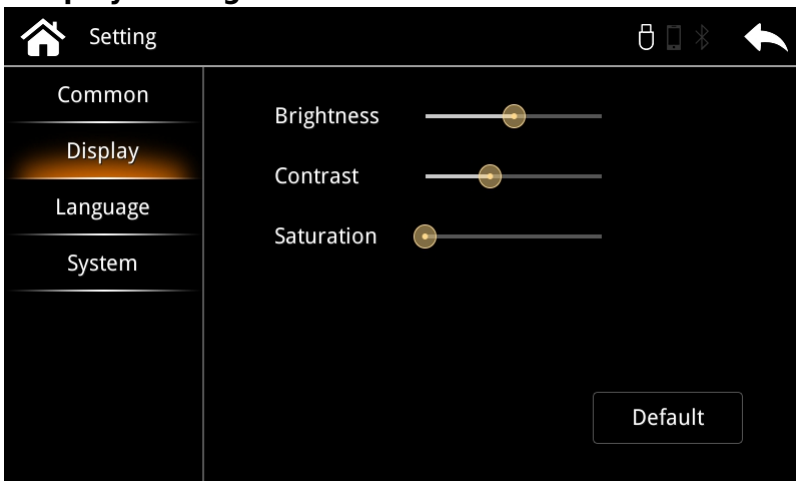 Setting
Common
Display
Language
System
Brightness
Contrast
Saturation
Default